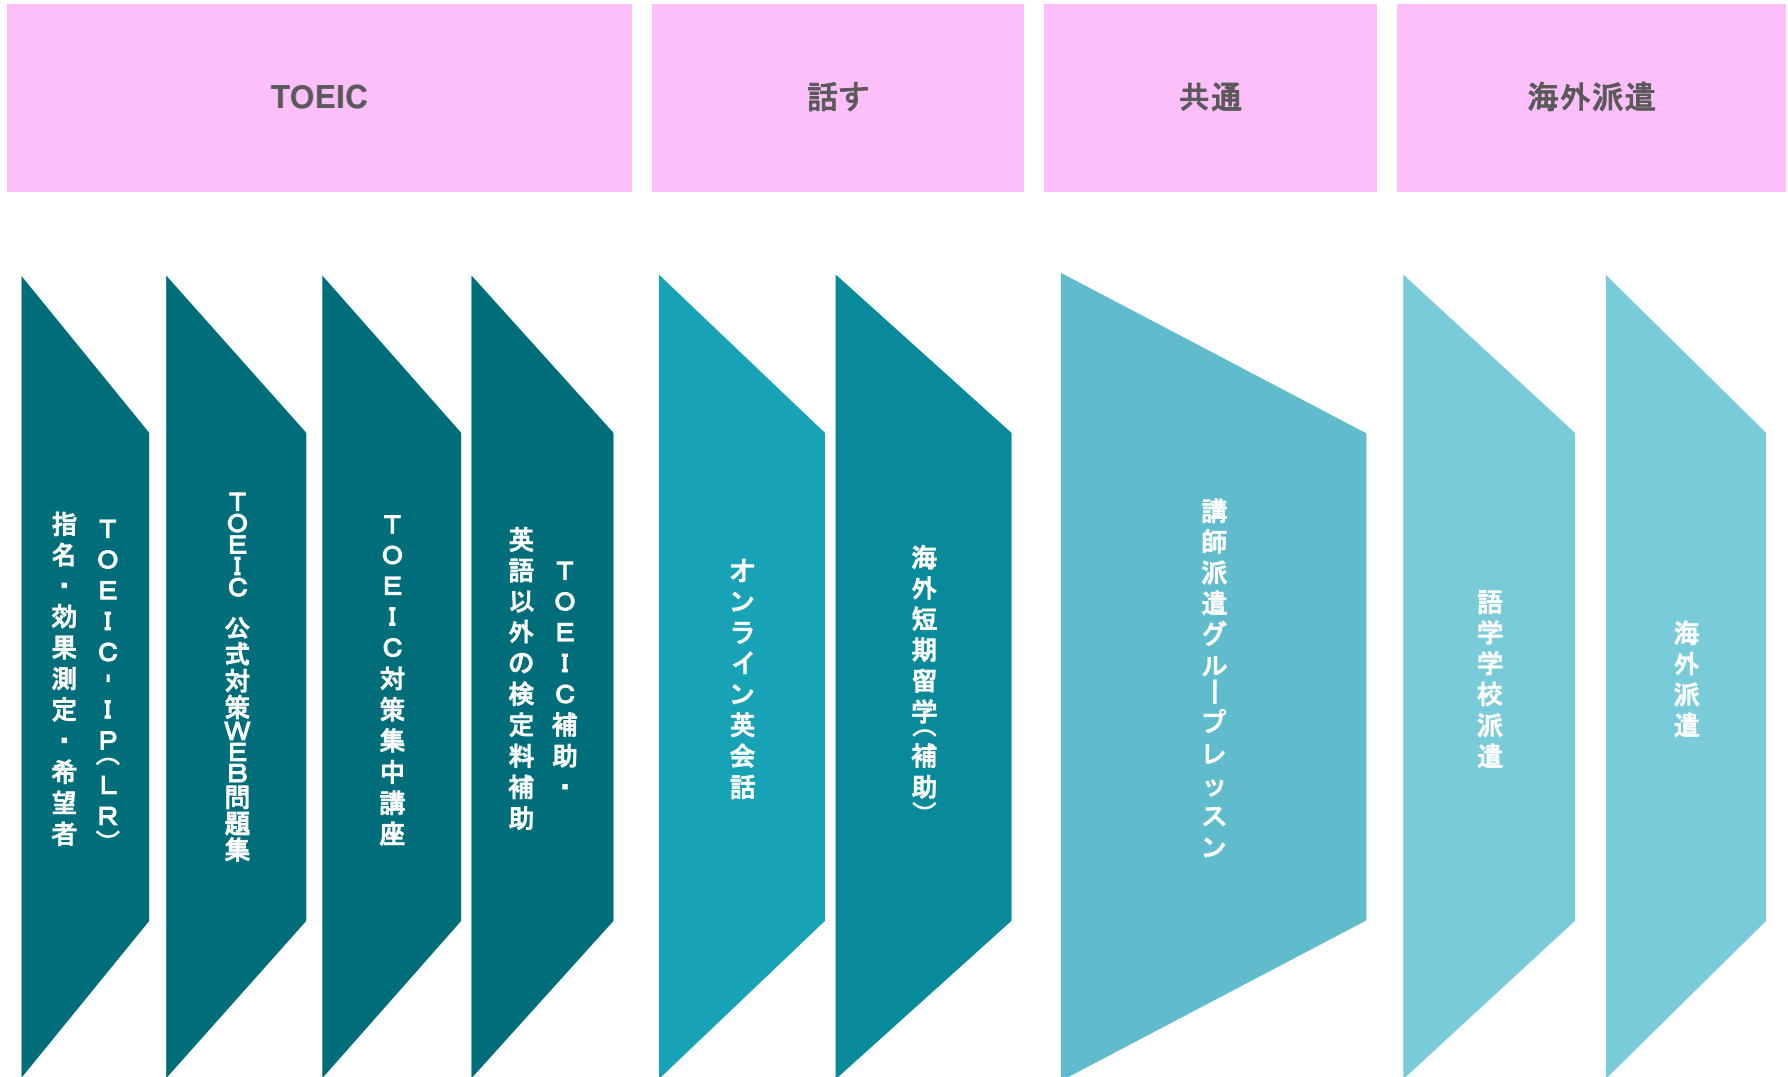 TOEIC
話す
共通
海外派遣
TOEIC-IP(LR)
指名・効果測定・希望者
TOEIC 公式対策WEB問題集
TOEIC対策集中講座
TOEIC補助・
英語以外の検定料補助
オンライン英会話
海外短期留学(補助)
講師派遣グループレッスン
語学学校派遣
海外派遣